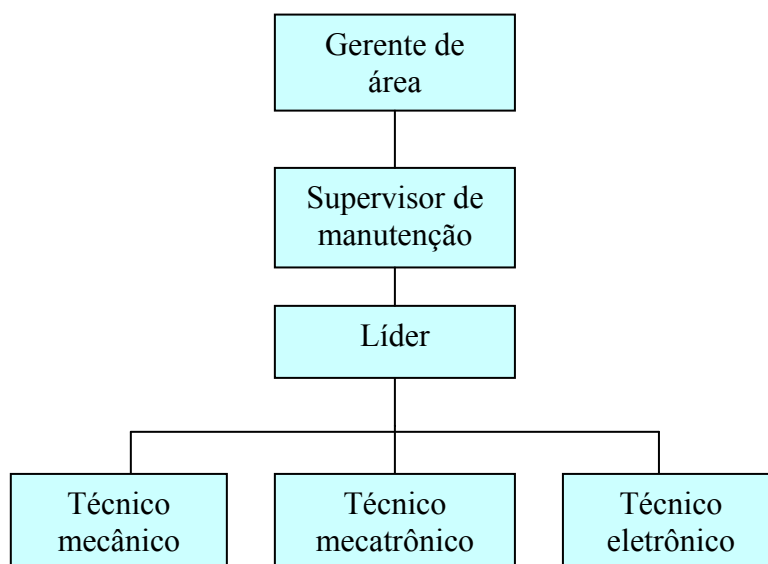 Gerente de
área
Supervisor de
manutenção
Líder
Técnico
mecânico
Técnico
mecatrônico
Técnico
eletrônico